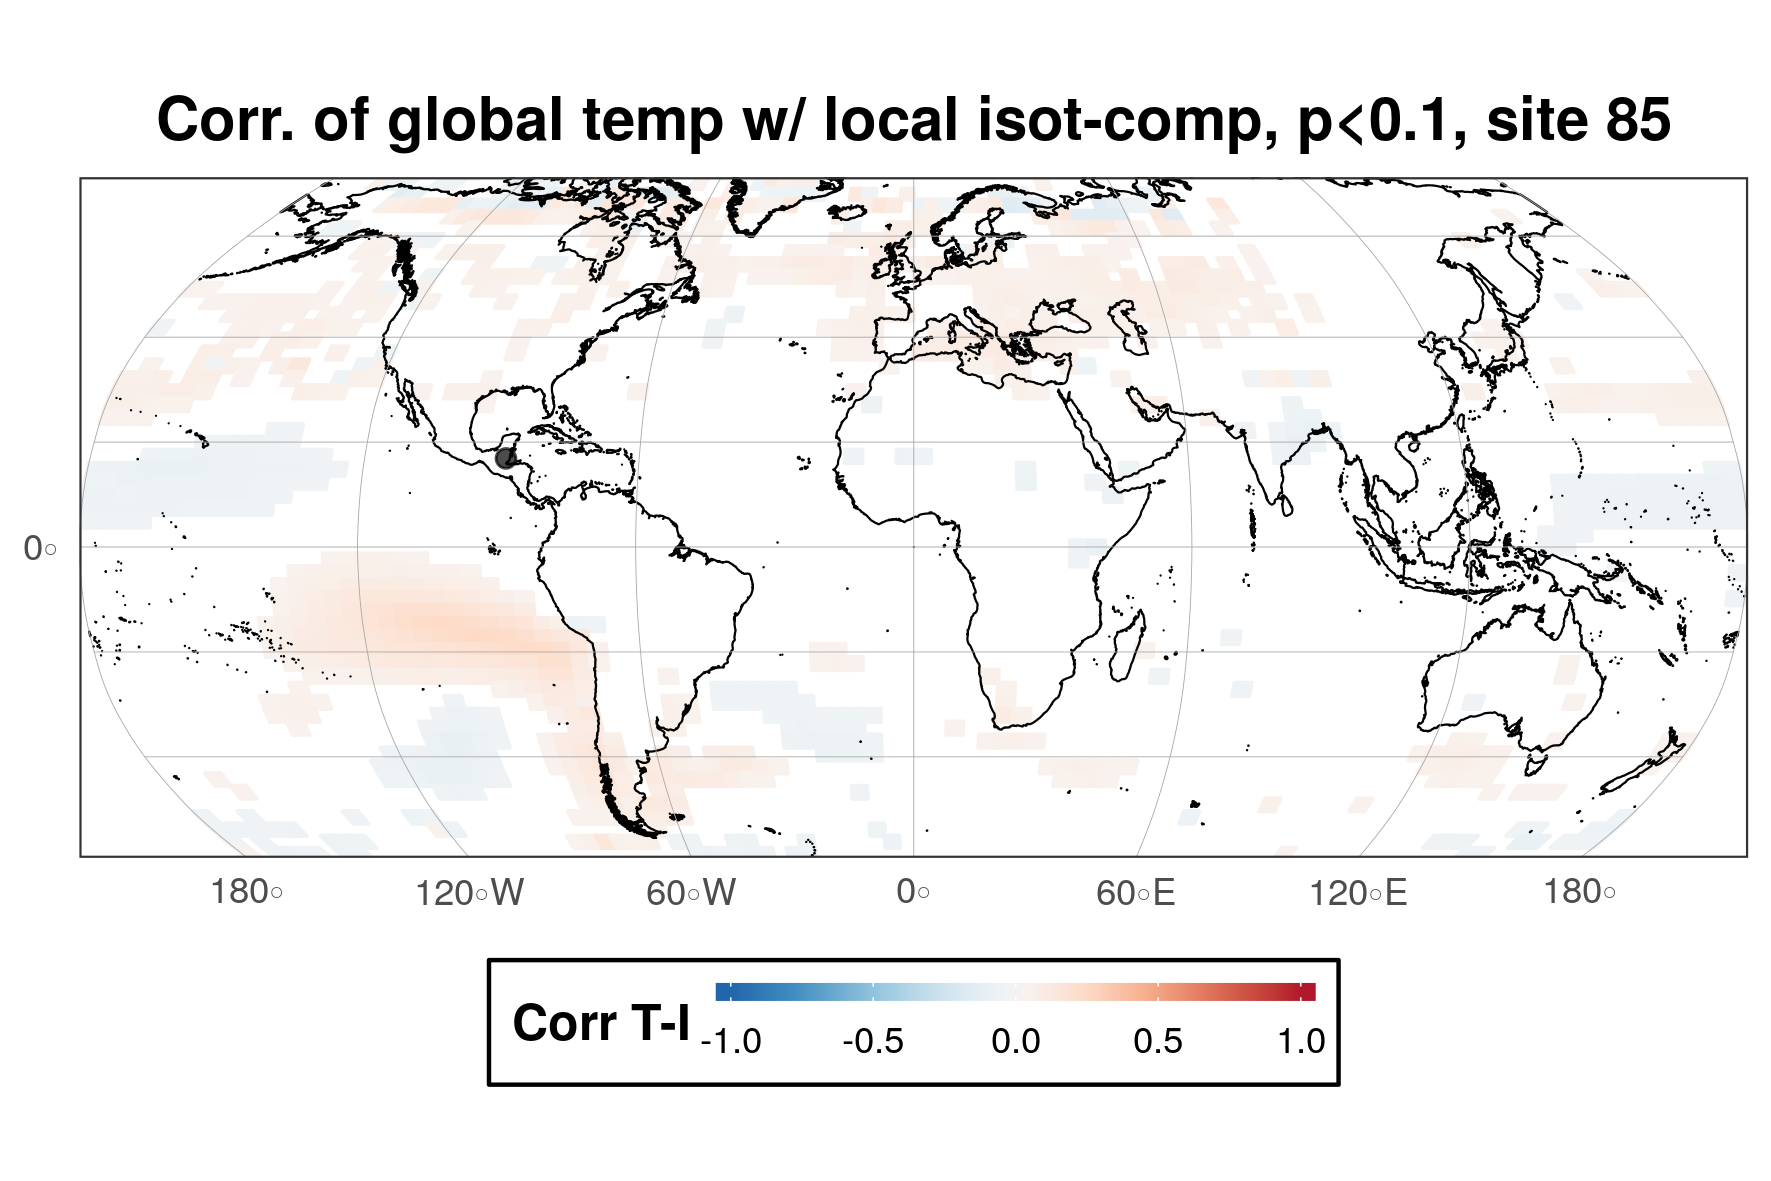 Corr. of global temp w/ local isot-comp, p<0.1, site 85
0°
180° 120°W 60°W 0° 60°E 120°E 180°
Corr T-I
-1.0 -0.5 0.0 0.5 1.0